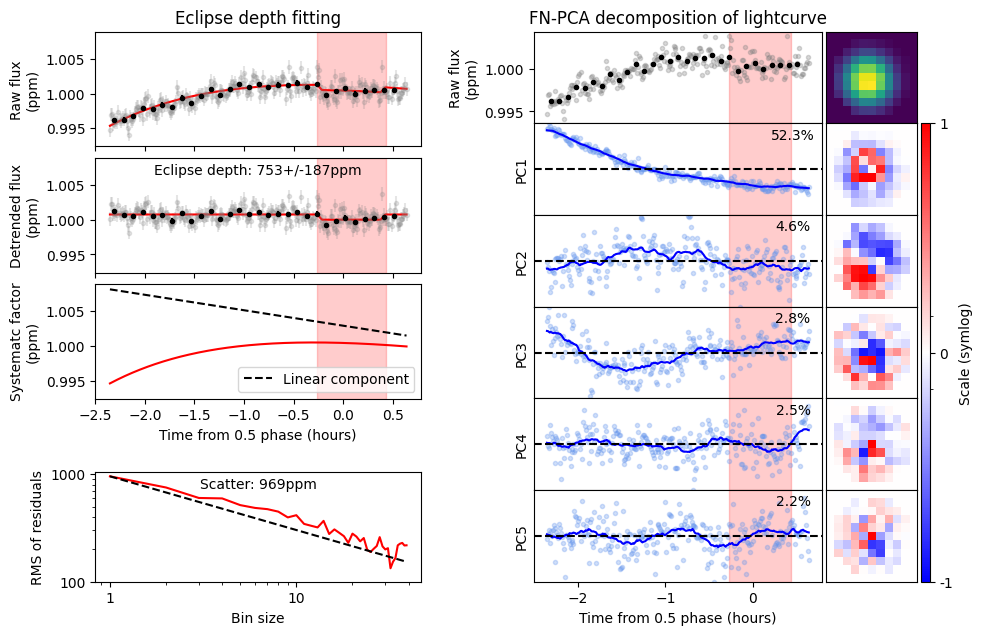 Eclipse depth fitting
Raw flux
(ppm)
1.005
1.000
0.995
Detrended flux
(ppm)
1.005
1.000
0.995
Eclipse depth: 753+/-187ppm
Systematc factor
(ppm)
1.005
1.000
0.995
Linear component
-2.5
-2.0
-1.5
-1.0
-0.5
0.0
0.5
Time from 0.5 phase (hours)
RMS of residuals
1000
100
Scatter: 969ppm
1
10
Bin size
FN-PCA decomposition of lightcurve
Raw flux
(ppm)
1.000
0.995
PC1
52.3%
PC2
4.6%
PC3
2.8%
PC4
2.5%
PC5
2.2%
−2
−1
0
Time from 0.5 phase (hours)
1
0
-1
Scale (symlog)